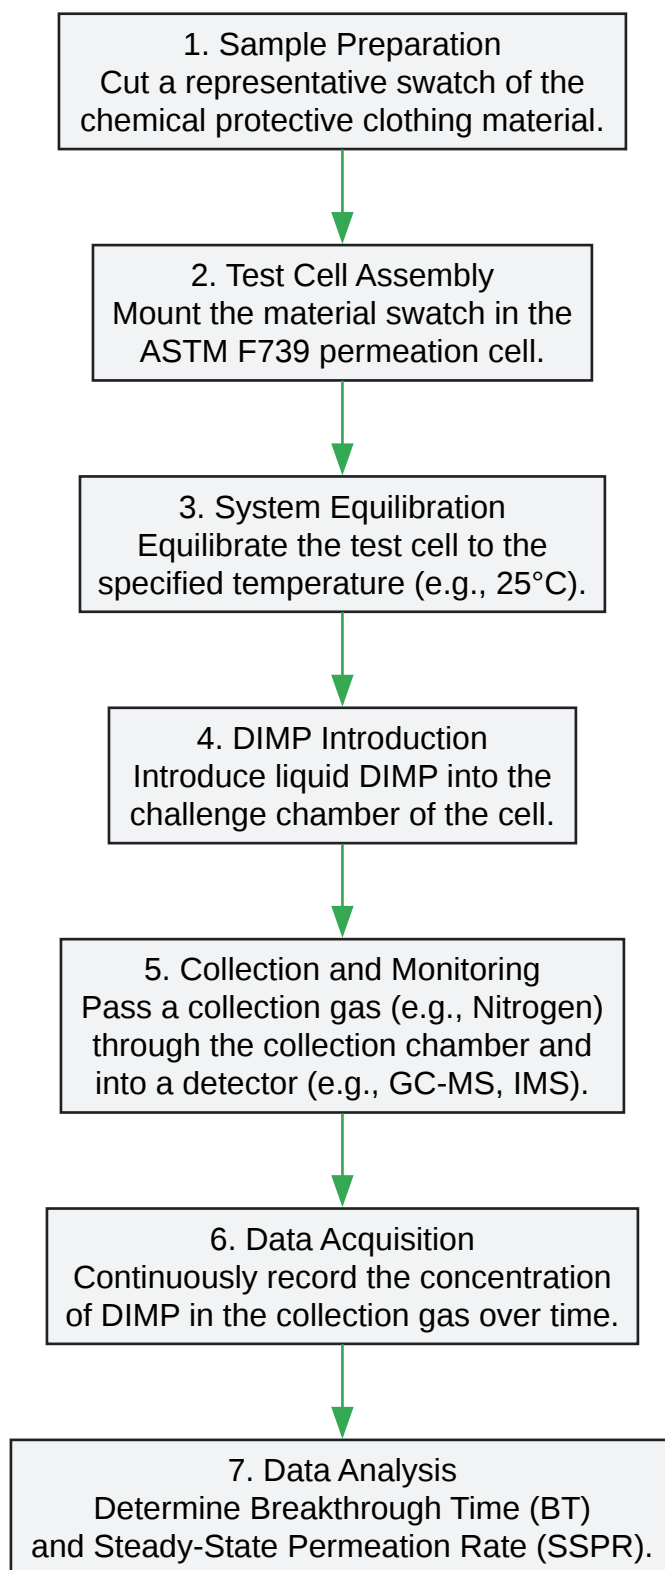 1. Sample Preparation
Cut a representative swatch of the
chemical protective clothing material.
2. Test Cell Assembly
Mount the material swatch in the
ASTM F739 permeation cell.
3. System Equilibration
Equilibrate the test cell to the
specified temperature (e.g., 25°C).
4. DIMP Introduction
Introduce liquid DIMP into the
challenge chamber of the cell.
5. Collection and Monitoring
Pass a collection gas (e.g., Nitrogen)
through the collection chamber and
into a detector (e.g., GC-MS, IMS).
6. Data Acquisition
Continuously record the concentration
of DIMP in the collection gas over time.
7. Data Analysis
Determine Breakthrough Time (BT)
and Steady-State Permeation Rate (SSPR).